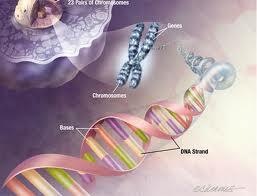 23 Pairs of Chromosomes
Genes
Chromosomes
Bases
DNA Strand